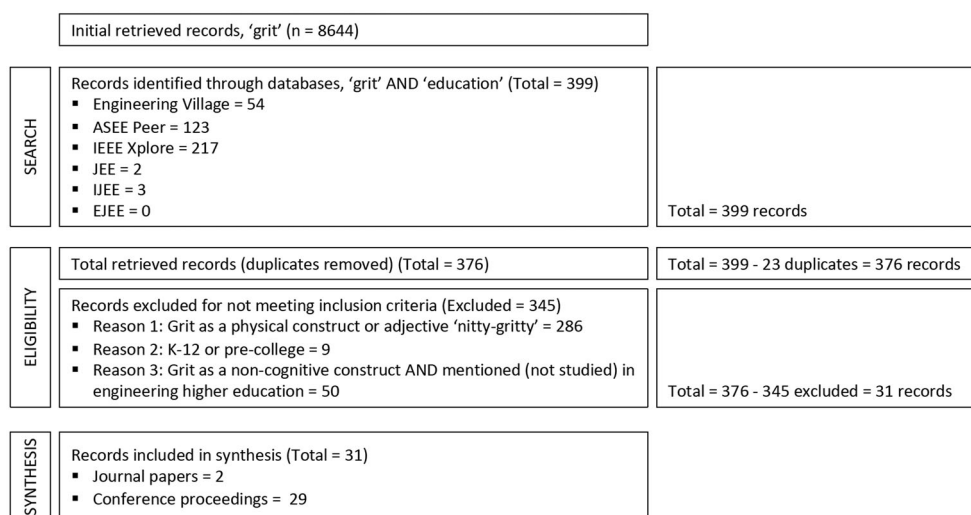 Initial retrieved records, ‘grit’ (n = 8644)
SEARCH
Records identified through databases, ‘grit’ AND ‘education’ (Total = 399)
▪ Engineering Village = 54
▪ ASEE Peer = 123
▪ IEEE Xplore = 217
▪ JEE = 2
▪ IJEE = 3
▪ EJEE = 0
Total = 399 records
ELIGIBILITY
Total retrieved records (duplicates removed) (Total = 376)
Total = 399 - 23 duplicates = 376 records
Records excluded for not meeting inclusion criteria (Excluded = 345)
▪ Reason 1: Grit as a physical construct or adjective ‘nitty-gritty’ = 286
▪ Reason 2: K-12 or pre-college = 9
▪ Reason 3: Grit as a non-cognitive construct AND mentioned (not studied) in
engineering higher education = 50
Total = 376 - 345 excluded = 31 records
SYNTHESIS
Records included in synthesis (Total = 31)
▪ Journal papers = 2
▪ Conference proceedings = 29